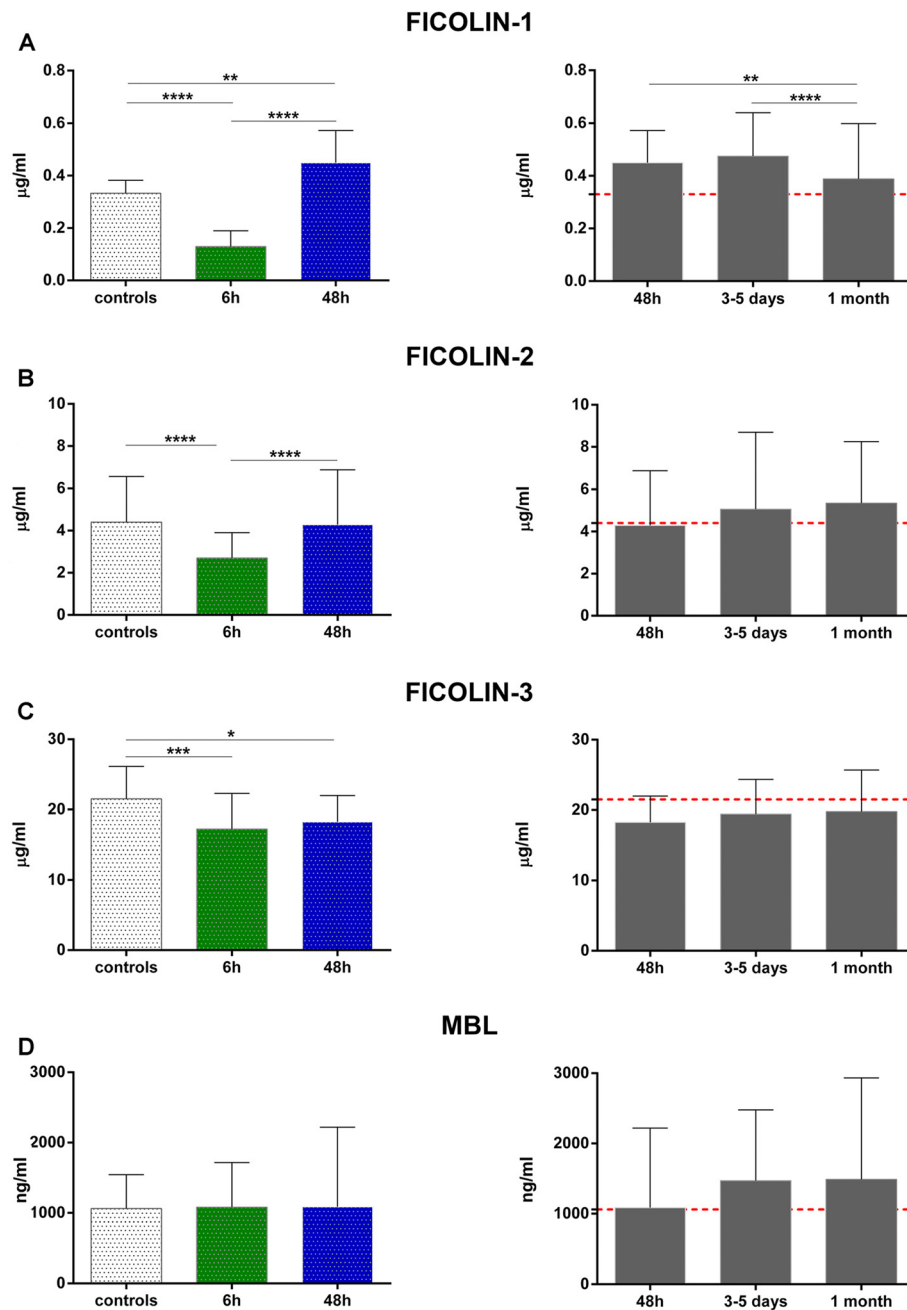 FICOLIN-1
A
0.8
0.6
0.4
0.2
0.0
µg/ml
**
****
****
controls 6h 48h
0.8
0.6
0.4
0.2
0.0
µg/ml
**
****
48h 3-5 days 1 month
FICOLIN-2
B
10
8
6
4
2
0
µg/ml
****
****
controls 6h 48h
10
8
6
4
2
0
µg/ml
48h 3-5 days 1 month
FICOLIN-3
C
30
20
10
0
µg/ml
*
***
controls 6h 48h
30
20
10
0
µg/ml
48h 3-5 days 1 month
MBL
D
3000
2000
1000
0
ng/ml
controls 6h 48h
3000
2000
1000
0
ng/ml
48h 3-5 days 1 month